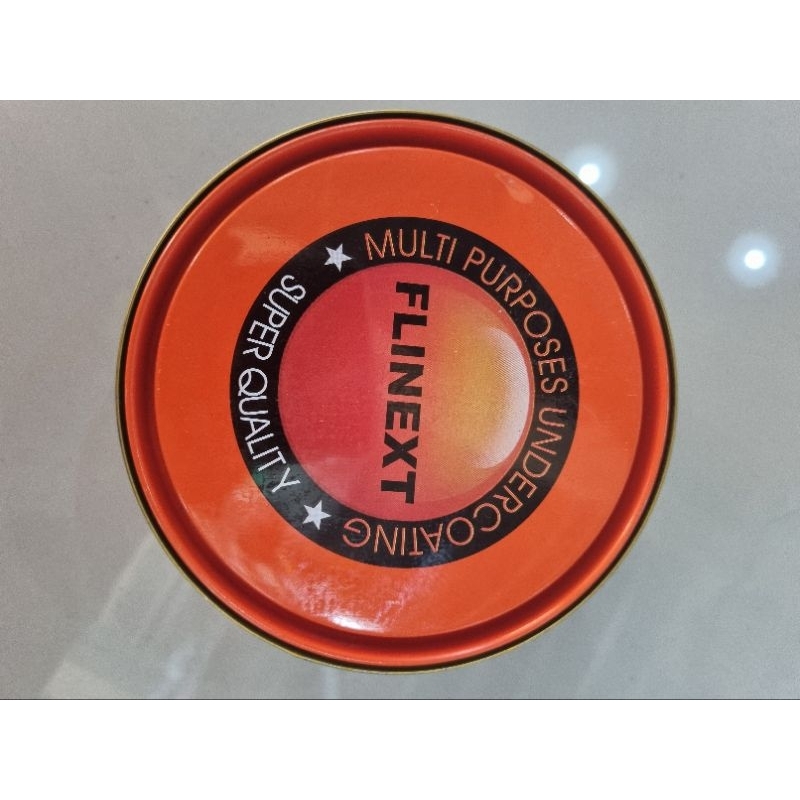 MULTI PURPOSES UNDERCOATING
FLINEXT
SUPER QUALITY